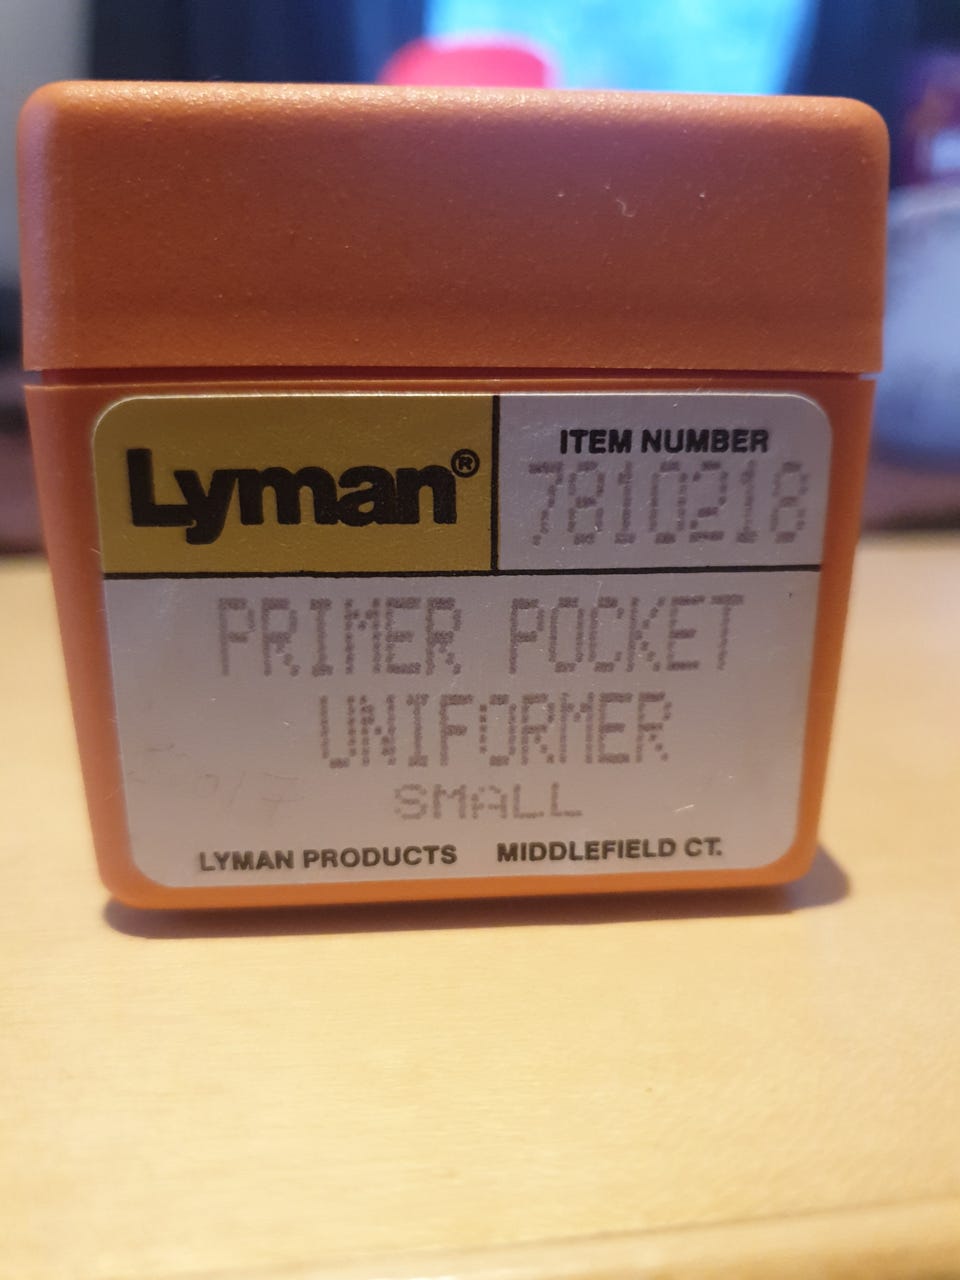 Lyman®
ITEM NUMBER
7810218
PRIMER POCKET
UNIFORMER
SMALL
LYMAN PRODUCTS MIDDLEFIELD CT.